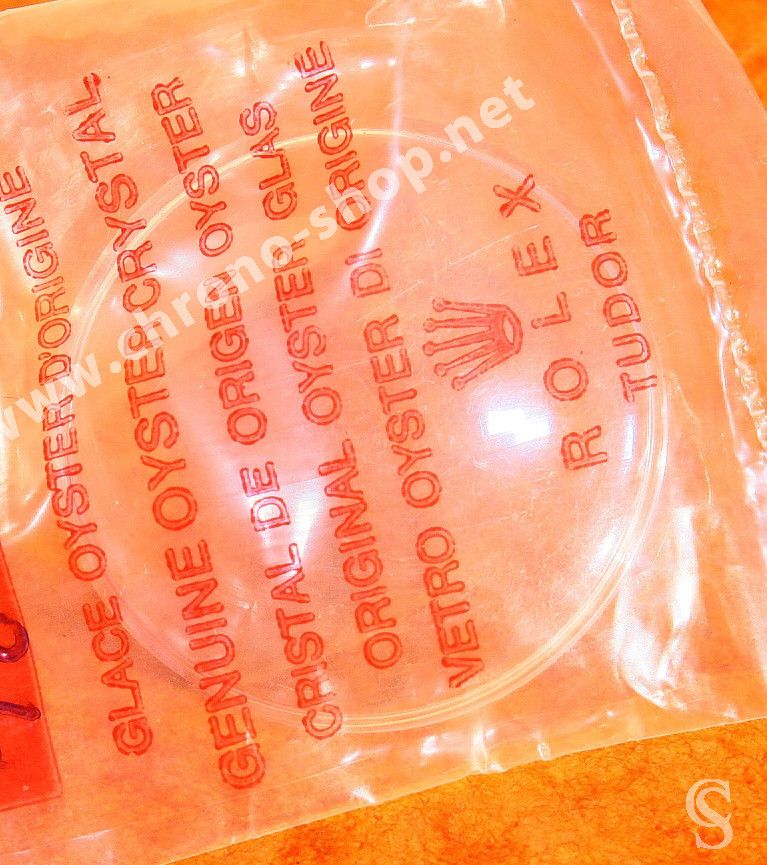 GLACE OYSTER D'ORIGINE
GENUINE OYSTER CRYSTAL
CRISTAL DE ORIGEN OYSTER
ORIGINAL OYSTER GLAS
VETRO OYSTER DI ORIGINE
ROLEX
TUDOR
www.chrono-shop.net
CS